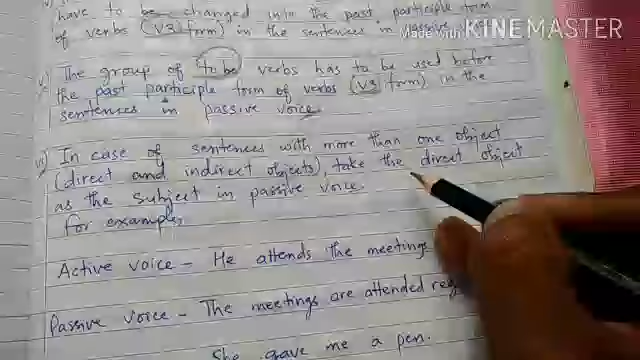 have to be changed into the past participle form
of verbs (V3 form) in the sentences in passive
Made with KINEMASTER
v) The group of 'to be' verbs has to be used before
the past participle form of verbs (V3 form) in the
sentences in passive voice
vi) In case of sentences with more than one object
(direct and indirect objects), take the direct object
as the subject in passive voice.
for example,
Active voice - He attends the meetings
Passive voice - The meetings are attended reg
She gave me a pen.